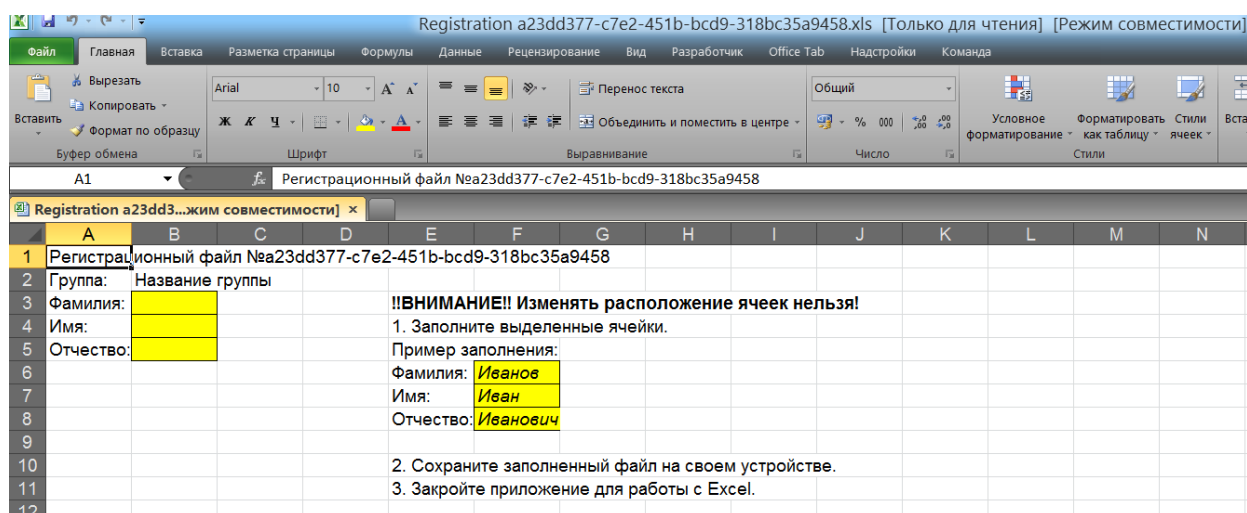 Registration a23dd377-c7e2-451b-bcd9-318bc35a9458.xls [Только для чтения] [Режим совместимости]
Файл Главная Вставка Разметка страницы Формулы Данные Рецензирование Вид Разработчик Office Tab Надстройки Команда
Вставить
Вырезать
Копировать
Формат по образцу
Буфер обмена
Arial 10
Ж К Ч
Шрифт
Перенос текста
Объединить и поместить в центре
Выравнивание
Общий
% 000
Число
Условное форматирование
Форматировать как таблицу
Стили ячеек
Стили
Вста
A1 fx Регистрационный файл №a23dd377-c7e2-451b-bcd9-318bc35a9458
Registration a23dd3...жим совместимости] ×
A B C D E F G H I J K L M N
1 Регистрационный файл №a23dd377-c7e2-451b-bcd9-318bc35a9458
2 Группа: Название группы
3 Фамилия: !!ВНИМАНИЕ!! Изменять расположение ячеек нельзя!
4 Имя: 1. Заполните выделенные ячейки.
5 Отчество: Пример заполнения:
6 Фамилия: Иванов
7 Имя: Иван
8 Отчество: Иванович
9
10 2. Сохраните заполненный файл на своем устройстве.
11 3. Закройте приложение для работы с Excel.
12